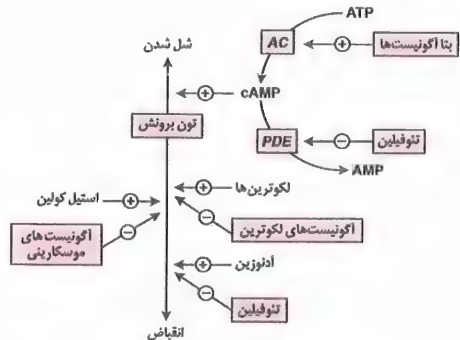 ATP
شل شدن
AC
+
بتا آگونیست‌ها
+
cAMP
تون برونش
PDE
−
تئوفیلین
AMP
لکوترین‌ها
+
استیل کولین
+
آگونیست‌های
موسکارینی
−
−
آگونیست‌های لکوترین
آدنوزین
+
−
تئوفیلین
انقباض